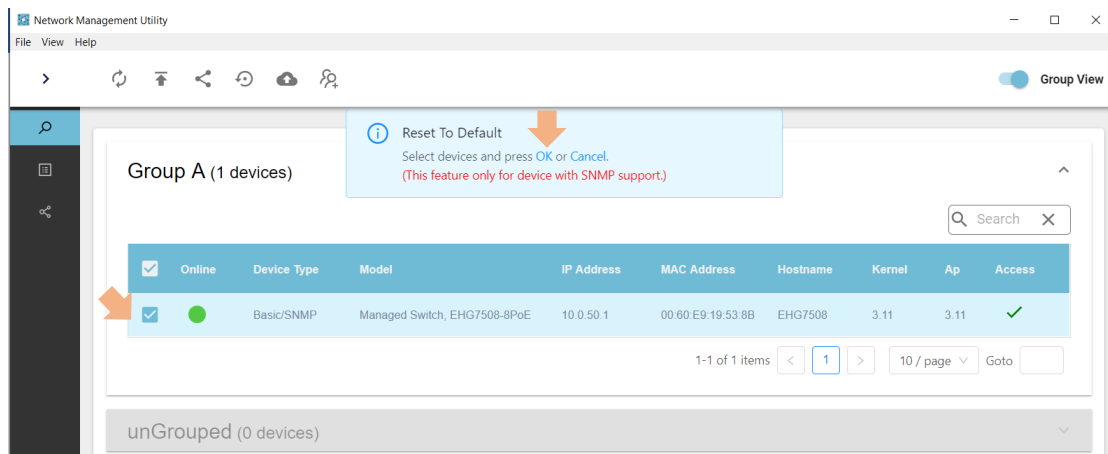 Network Management Utility
File View Help
Group View
Reset To Default
Select devices and press OK or Cancel.
(This feature only for device with SNMP support.)
Group A (1 devices)
Search
Online Device Type Model IP Address MAC Address Hostname Kernel Ap Access
Basic/SNMP Managed Switch, EHG7508-8PoE 10.0.50.1 00:60:E9:19:53:8B EHG7508 3.11 3.11
1-1 of 1 items < 1 > 10 / page Goto
unGrouped (0 devices)